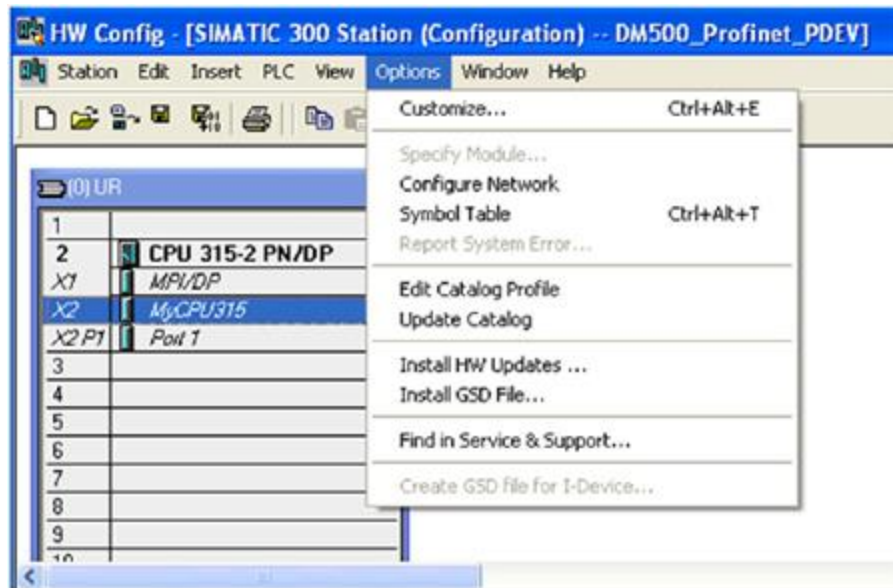 HW Config - [SIMATIC 300 Station (Configuration) -- DM500_Profinet_PDEV]
Station Edit Insert PLC View Options Window Help
Customize... Ctrl+Alt+E
Specify Module...
Configure Network
Symbol Table Ctrl+Alt+T
Report System Error...
Edit Catalog Profile
Update Catalog
Install HW Updates ...
Install GSD File...
Find in Service & Support...
Create GSD file for I-Device...
(0) UR
1
2 CPU 315-2 PN/DP
X1 MPI/DP
X2 MyCPU315
X2 P1 Port 1
3
4
5
6
7
8
9
10